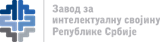 Завод за
интелектуалну својину
Републике Србије